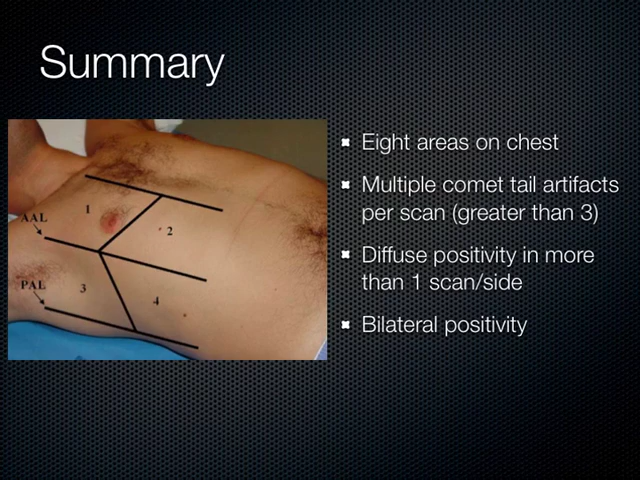 Summary
Eight areas on chest
Multiple comet tail artifacts
per scan (greater than 3)
Diffuse positivity in more
than 1 scan/side
Bilateral positivity
1
AAL
2
PAL
3
4